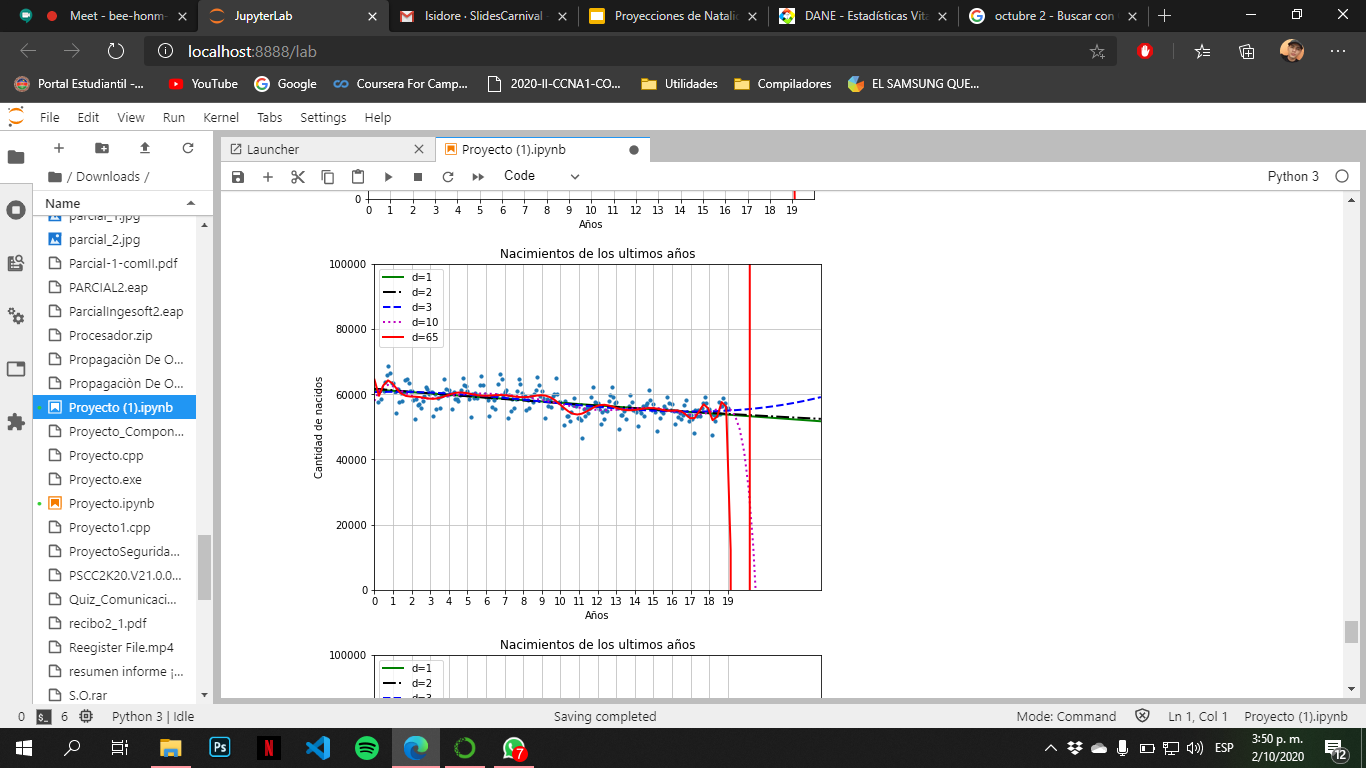 Meet - bee-honm-
JupyterLab
Isidore · SlidesCarnival -
Proyecciones de Natalic
DANE - Estadísticas Vita
octubre 2 - Buscar con
localhost:8888/lab
Portal Estudiantil -...
YouTube
Google
Coursera For Camp...
2020-II-CCNA1-CO...
Utilidades
Compiladores
EL SAMSUNG QUE...
File Edit View Run Kernel Tabs Settings Help
Launcher
Proyecto (1).ipynb
/ Downloads /
Code
Python 3
Name
parcial_1.jpg
parcial_2.jpg
Parcial-1-comII.pdf
PARCIAL2.eap
ParcialIngesoft2.eap
Procesador.zip
Propagaciòn De O...
Propagaciòn De O...
Proyecto (1).ipynb
Proyecto_Compon...
Proyecto.cpp
Proyecto.exe
Proyecto.ipynb
Proyecto1.cpp
ProyectoSegurida...
PSCC2K20.V21.0.0...
Quiz_Comunicaci...
recibo2_1.pdf
Reegister File.mp4
resumen informe ¡...
S.O.rar
0
0 1 2 3 4 5 6 7 8 9 10 11 12 13 14 15 16 17 18 19
Años
Nacimientos de los ultimos años
100000
80000
60000
40000
20000
0
Cantidad de nacidos
d=1
d=2
d=3
d=10
d=65
0 1 2 3 4 5 6 7 8 9 10 11 12 13 14 15 16 17 18 19
Años
Nacimientos de los ultimos años
100000
d=1
d=2
d=3
0
6
Python 3 | Idle
Saving completed
Mode: Command
Ln 1, Col 1
Proyecto (1).ipynb
Ps
N
7
ESP
3:50 p. m.
2/10/2020
12